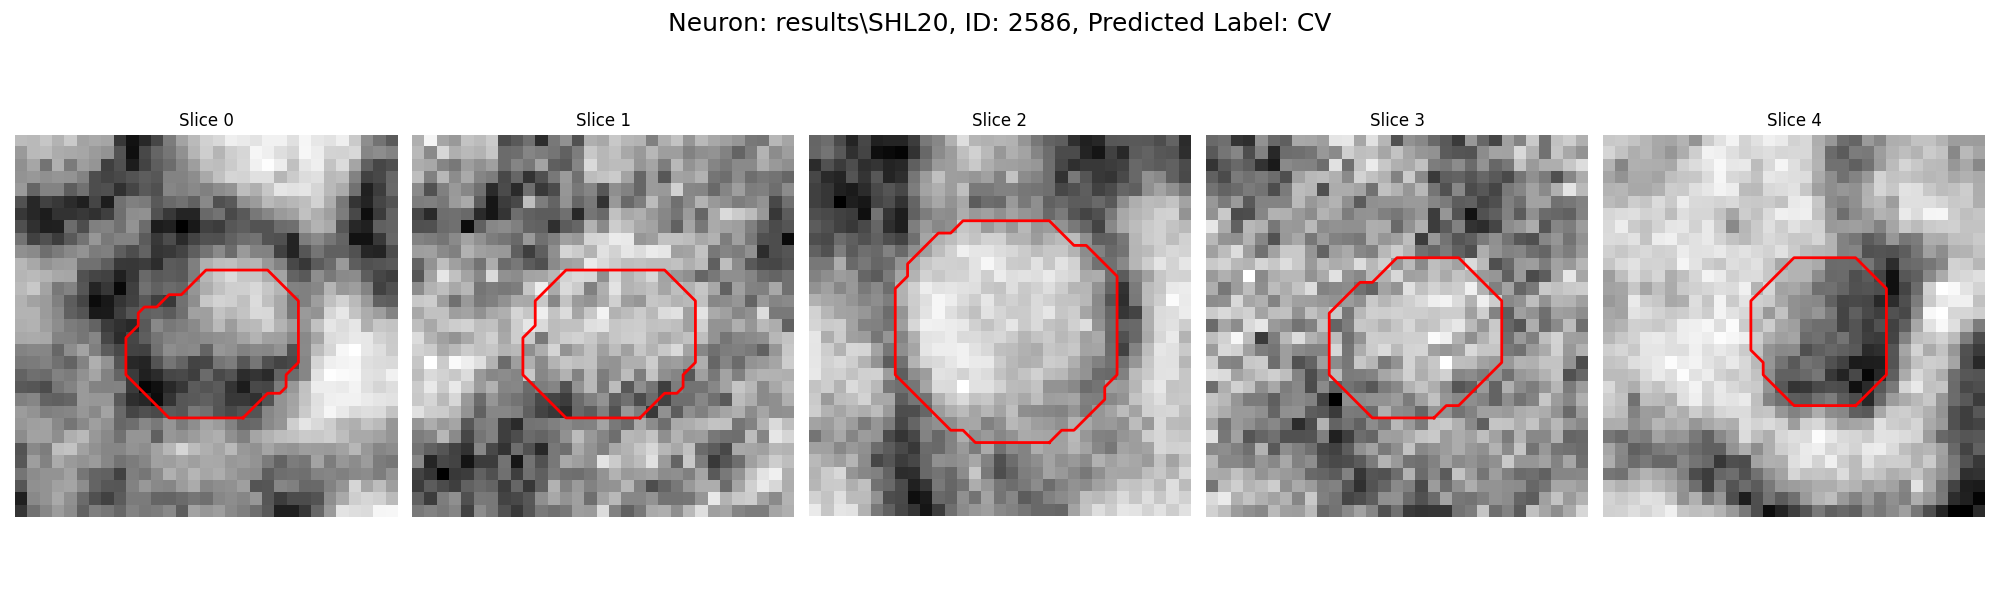 Neuron: results\SHL20, ID: 2586, Predicted Label: CV
Slice 0
Slice 1
Slice 2
Slice 3
Slice 4